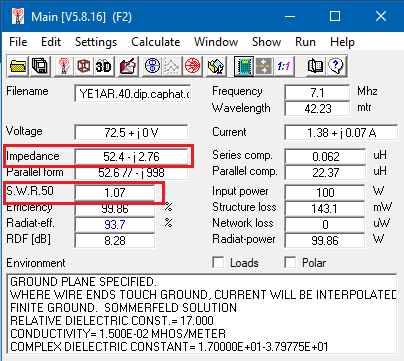 Main [V5.8.16] (F2)
File Edit Settings Calculate Window Show Run Help
3D 1:1
Filename YE1AR.40.dip.caphat.c Frequency 7.1 Mhz
Wavelength 42.23 mtr
Voltage 72.5 + j 0 V Current 1.38 + j 0.07 A
Impedance 52.4 - j 2.76 Series comp. 0.062 uH
Parallel form 52.6 // - j 998 Parallel comp. 22.37 uH
S.W.R.50 1.07 Input power 100 W
Efficiency 99.86 % Structure loss 143.1 mW
Radiat-eff. 93.7 % Network loss 0 uW
RDF [dB] 8.28 Radiat-power 99.86 W
Environment Loads Polar
GROUND PLANE SPECIFIED.
WHERE WIRE ENDS TOUCH GROUND, CURRENT WILL BE INTERPOLATED
FINITE GROUND. SOMMERFELD SOLUTION
RELATIVE DIELECTRIC CONST.= 17.000
CONDUCTIVITY= 1.500E-02 MHOS/METER
COMPLEX DIELECTRIC CONSTANT= 1.70000E+01-3.79775E+01